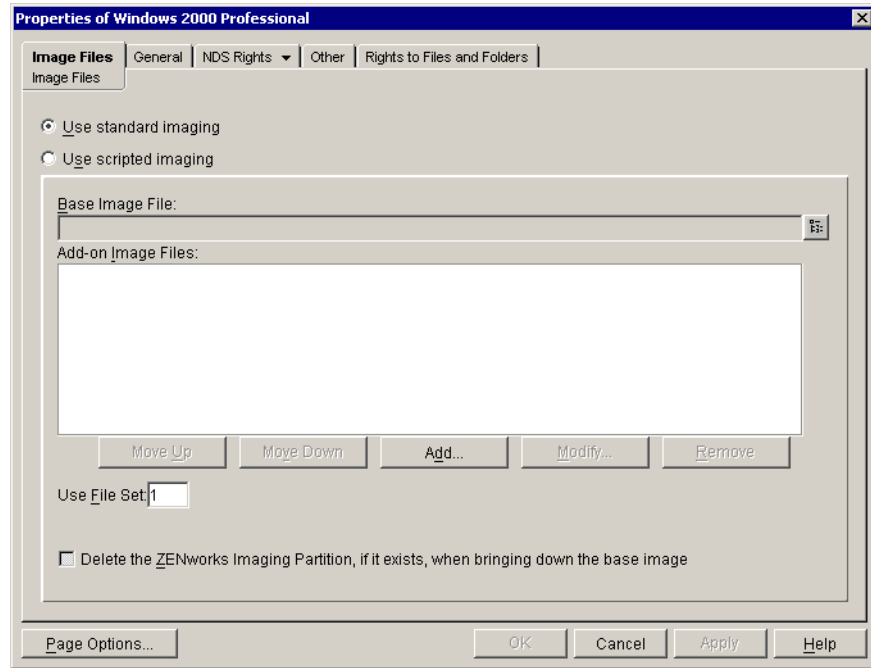 Properties of Windows 2000 Professional
Image Files General NDS Rights Other Rights to Files and Folders
Image Files
Use standard imaging
Use scripted imaging
Base Image File:
Add-on Image Files:
Move Up Move Down Add... Modify... Remove
Use File Set: 1
Delete the ZENworks Imaging Partition, if it exists, when bringing down the base image
Page Options... OK Cancel Apply Help